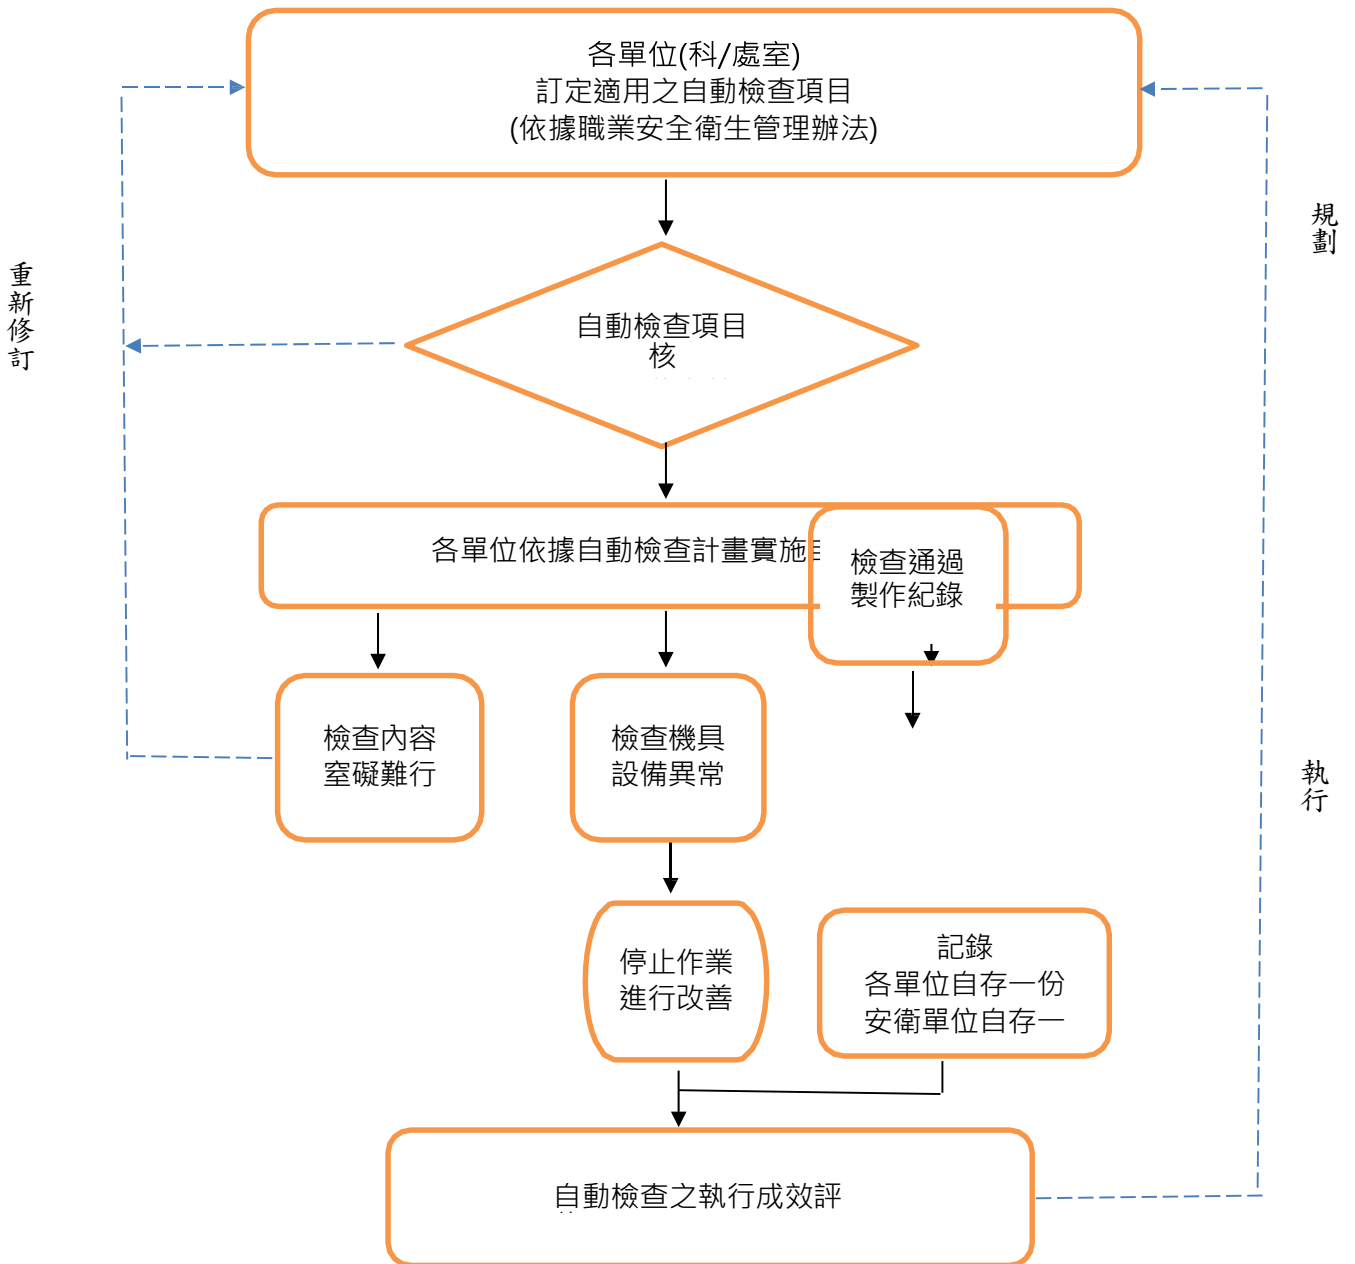 各單位(科/處室)
訂定適用之自動檢查項目
(依據職業安全衛生管理辦法)
規劃
重新修訂
自動檢查項目
核
各單位依據自動檢查計畫實施
檢查通過
製作紀錄
檢查內容
窒礙難行
檢查機具
設備異常
執行
停止作業
進行改善
記錄
各單位自存一份
安衛單位自存一
自動檢查之執行成效評